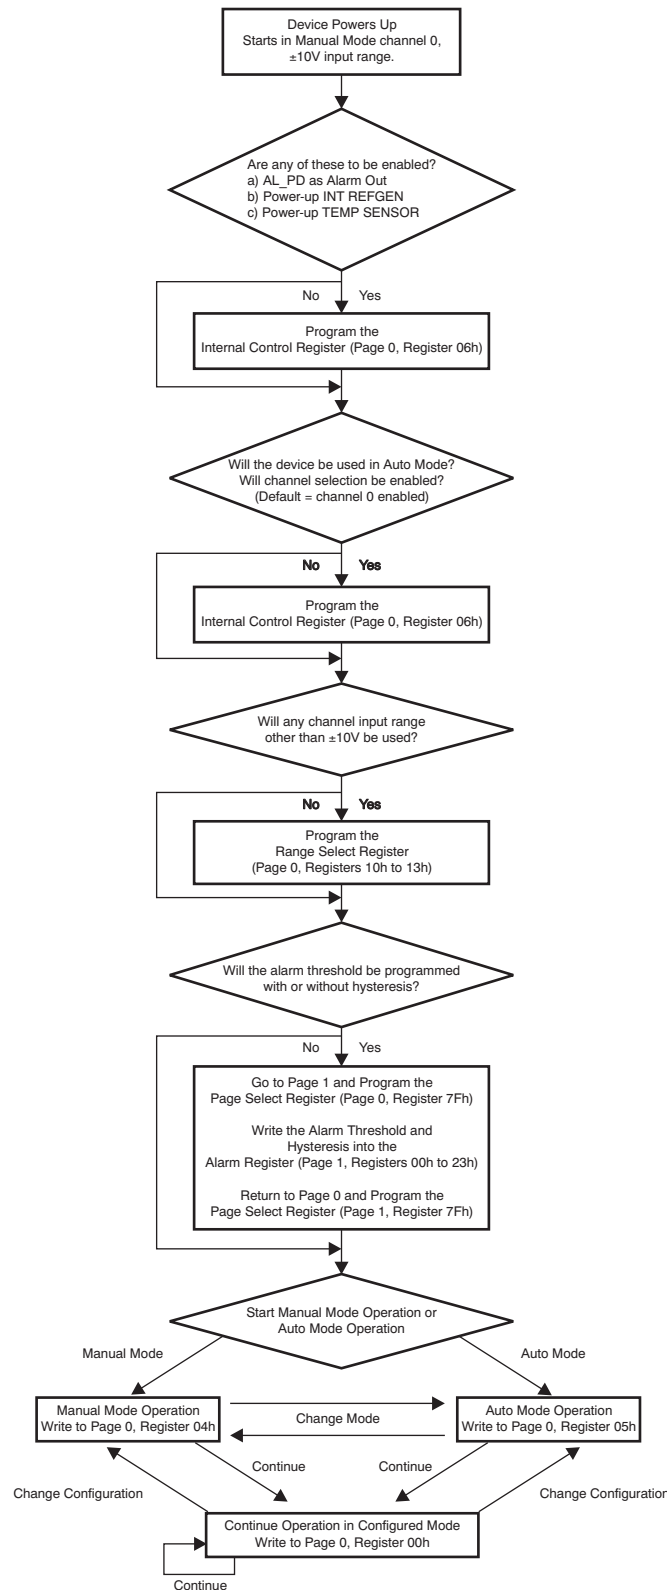 Device Powers Up
Starts in Manual Mode channel 0,
±10V input range.
Are any of these to be enabled?
a) AL_PD as Alarm Out
b) Power-up INT REFGEN
c) Power-up TEMP SENSOR
No Yes
Program the
Internal Control Register (Page 0, Register 06h)
Will the device be used in Auto Mode?
Will channel selection be enabled?
(Default = channel 0 enabled)
No Yes
Program the
Internal Control Register (Page 0, Register 06h)
Will any channel input range
other than ±10V be used?
No Yes
Program the
Range Select Register
(Page 0, Registers 10h to 13h)
Will the alarm threshold be programmed
with or without hysteresis?
No Yes
Go to Page 1 and Program the
Page Select Register (Page 0, Register 7Fh)
Write the Alarm Threshold and
Hysteresis into the
Alarm Register (Page 1, Registers 00h to 23h)
Return to Page 0 and Program the
Page Select Register (Page 1, Register 7Fh)
Start Manual Mode Operation or
Auto Mode Operation
Manual Mode Auto Mode
Manual Mode Operation
Write to Page 0, Register 04h
Change Mode
Auto Mode Operation
Write to Page 0, Register 05h
Continue Continue
Change Configuration Change Configuration
Continue Operation in Configured Mode
Write to Page 0, Register 00h
Continue